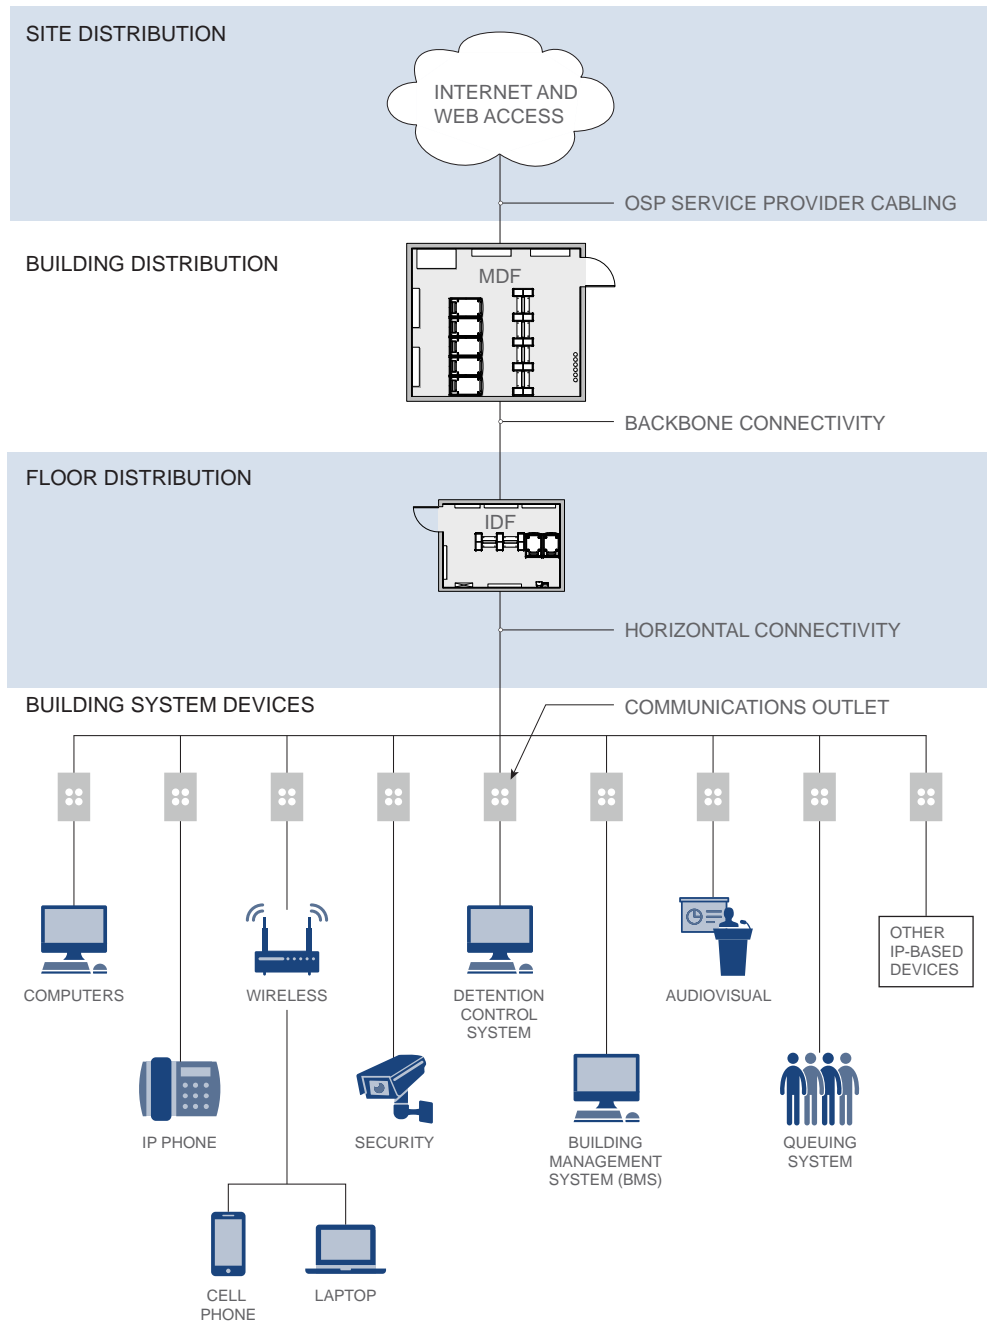 SITE DISTRIBUTION
INTERNET AND
WEB ACCESS
OSP SERVICE PROVIDER CABLING
BUILDING DISTRIBUTION
MDF
BACKBONE CONNECTIVITY
FLOOR DISTRIBUTION
IDF
HORIZONTAL CONNECTIVITY
BUILDING SYSTEM DEVICES
COMMUNICATIONS OUTLET
COMPUTERS
WIRELESS
DETENTION
CONTROL
SYSTEM
AUDIOVISUAL
OTHER
IP-BASED
DEVICES
IP PHONE
SECURITY
BUILDING
MANAGEMENT
SYSTEM (BMS)
QUEUING
SYSTEM
CELL
PHONE
LAPTOP